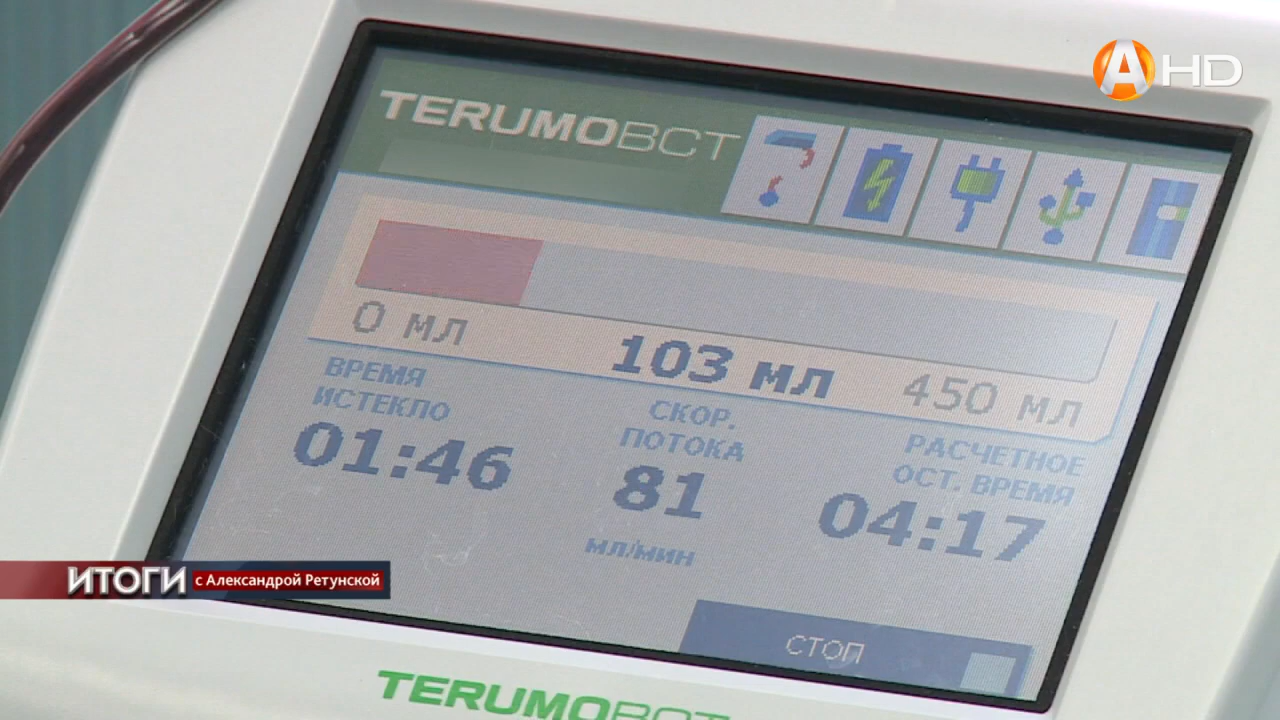 AHD
TERUMOBCT
0 мл
103 мл
450 мл
ВРЕМЯ
ИСТЕКЛО
01:46
СКОР.
ПОТОКА
81
мл/мин
РАСЧЕТНОЕ
ОСТ. ВРЕМЯ
04:17
СТОП
ИТОГИ с Александрой Ретунской
TERUMOBCT